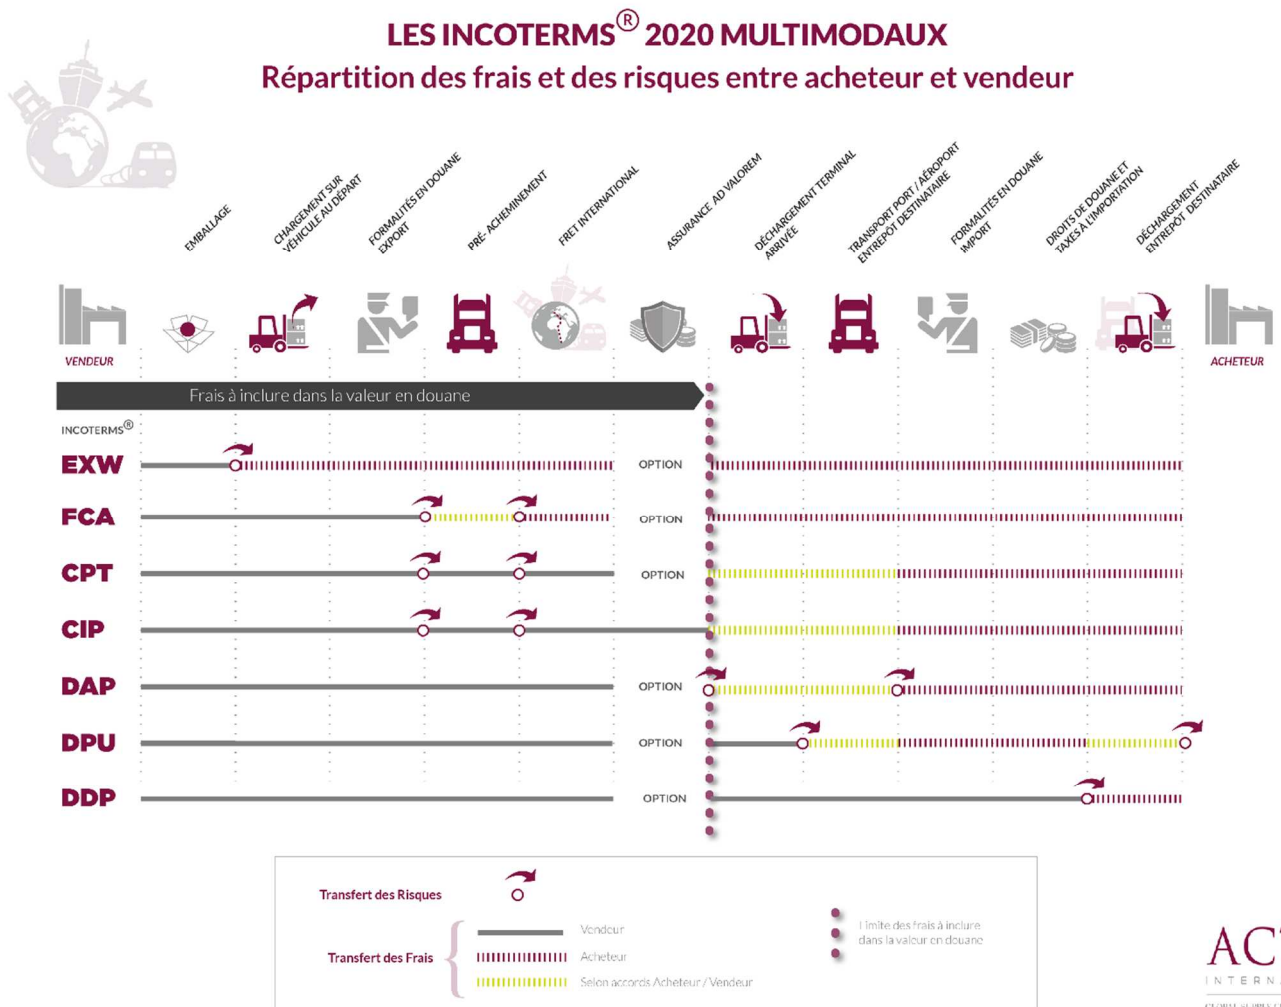 LES INCOTERMS® 2020 MULTIMODAUX
Répartition des frais et des risques entre acheteur et vendeur
EMBALLAGE
CHARGEMENT SUR
VÉHICULE AU DÉPART
FORMALITÉS EN DOUANE
EXPORT
PRÉ- ACHEMINEMENT
FRET INTERNATIONAL
ASSURANCE AD VALOREM
DÉCHARGEMENT TERMINAL
ARRIVÉE
TRANSPORT PORT / AÉROPORT
ENTREPÔT DESTINATAIRE
FORMALITÉS EN DOUANE
IMPORT
DROITS DE DOUANE ET
TAXES À L'IMPORTATION
DÉCHARGEMENT
ENTREPÔT DESTINATAIRE
VENDEUR
ACHETEUR
Frais à inclure dans la valeur en douane
INCOTERMS®
EXW OPTION
FCA OPTION
CPT OPTION
CIP
DAP OPTION
DPU OPTION
DDP OPTION
Transfert des Risques
Transfert des Frais
Vendeur
Acheteur
Selon accords Acheteur / Vendeur
Limite des frais à inclure
dans la valeur en douane